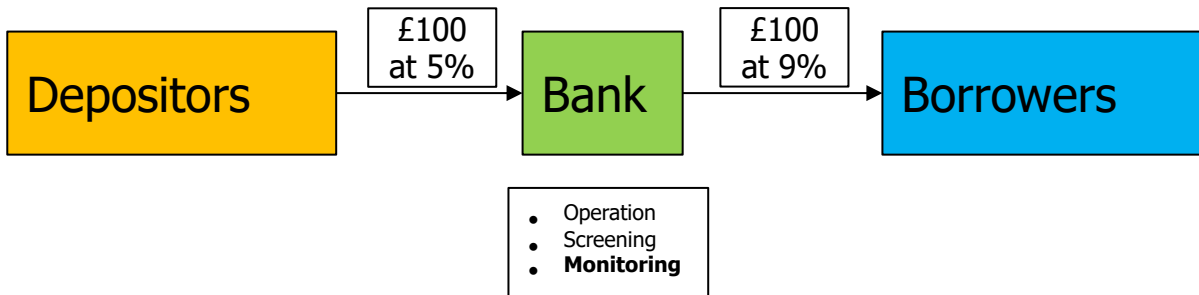 £100
at 5%
£100
at 9%
Depositors
Bank
Borrowers
• Operation
• Screening
• Monitoring